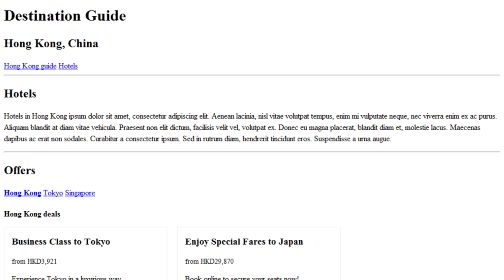 Destination Guide
Hong Kong, China
Hong Kong guide Hotels
Hotels
Hotels in Hong Kong ipsum dolor sit amet, consectetur adipiscing elit. Aenean lacinia, nisl vitae volutpat tempus, enim mi vulputate neque, nec viverra enim ex ac purus.
Aliquam blandit at diam vitae vehicula. Praesent non elit dictum, facilisis velit vel, volutpat ex. Donec eu magna placerat, blandit diam et, molestie lacus. Maecenas
dapibus ac erat non sodales. Curabitur a consectetur ipsum. Sed in rutrum diam, hendrerit tincidunt eros. Suspendisse a urna augue.
Offers
Hong Kong Tokyo Singapore
Hong Kong deals
Business Class to Tokyo
from HKD3,921
Experience Tokyo in a luxurious way
Enjoy Special Fares to Japan
from HKD29,870
Book online to secure your seats now!